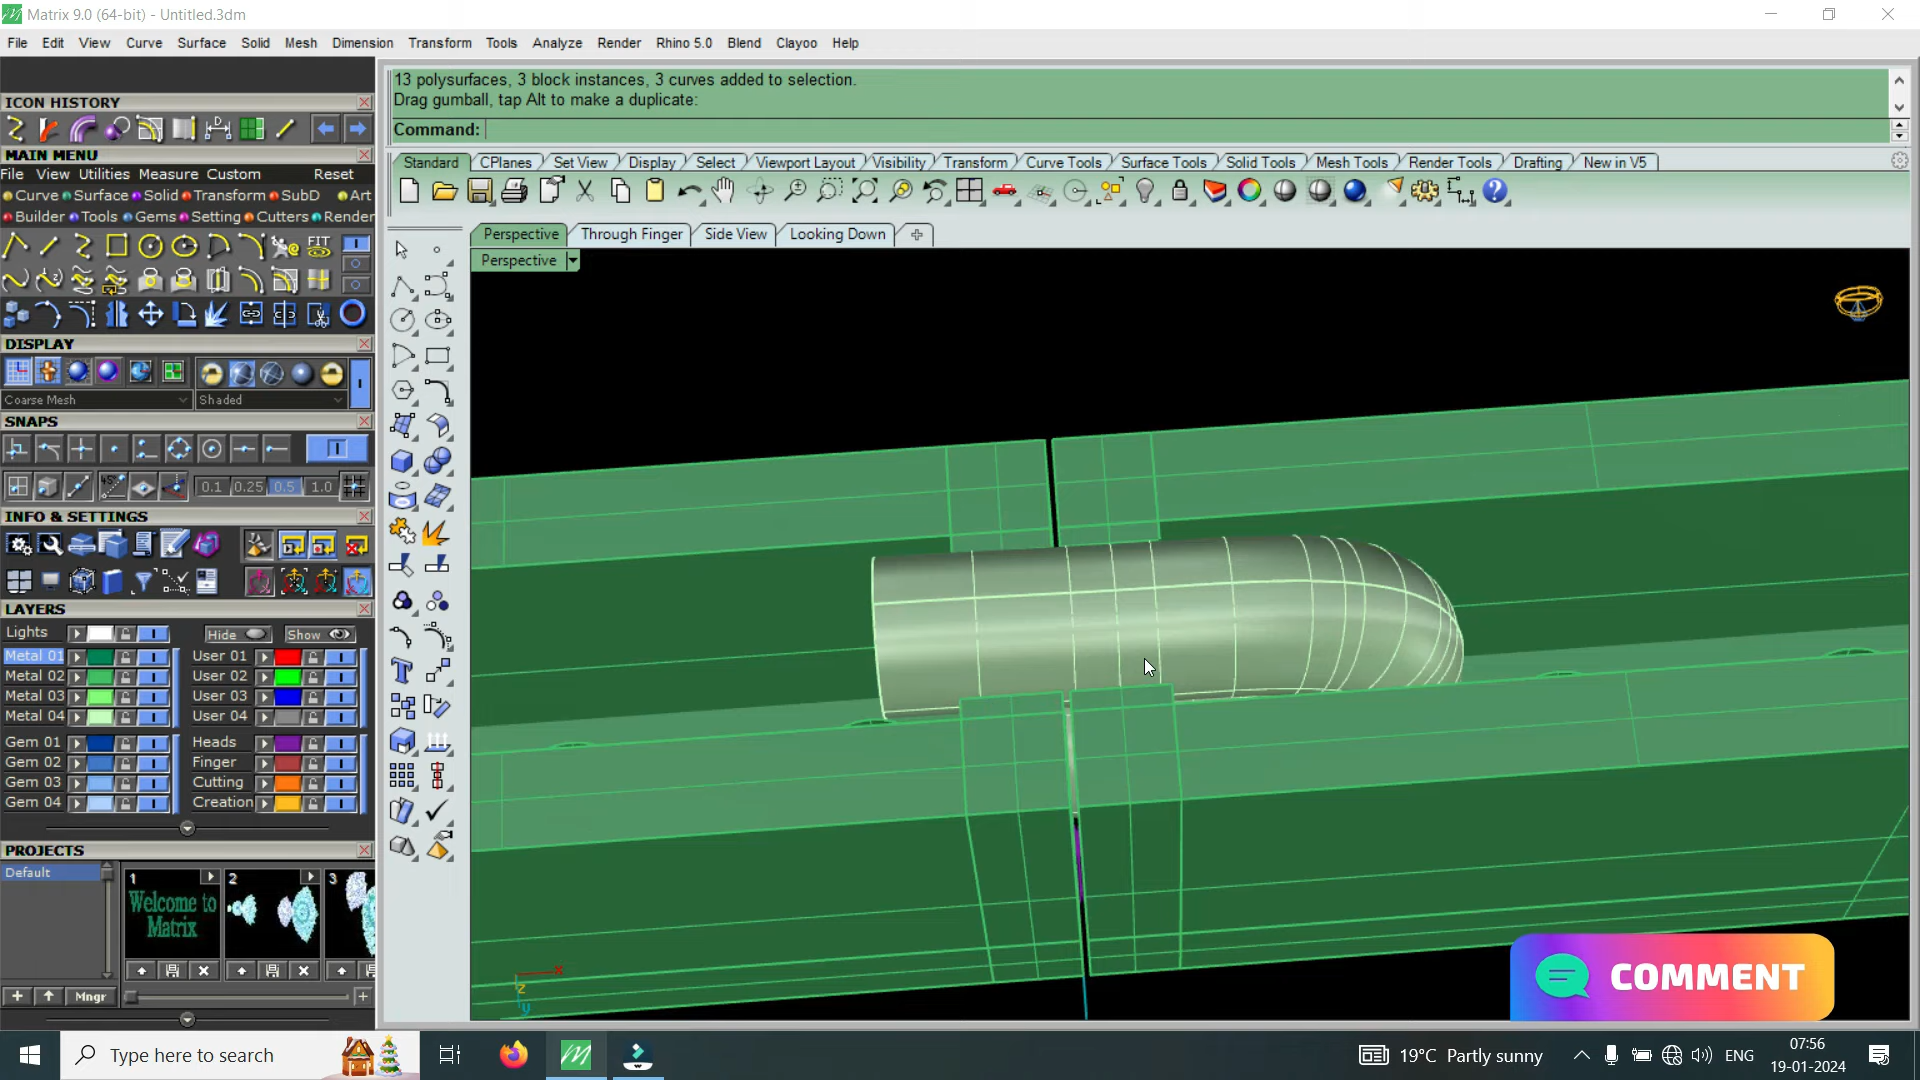 Matrix 9.0 (64-bit) - Untitled.3dm
File Edit View Curve Surface Solid Mesh Dimension Transform Tools Analyze Render Rhino 5.0 Blend Clayoo Help
13 polysurfaces, 3 block instances, 3 curves added to selection.
Drag gumball, tap Alt to make a duplicate:
Command:
Standard CPlanes Set View Display Select Viewport Layout Visibility Transform Curve Tools Surface Tools Solid Tools Mesh Tools Render Tools Drafting New in V5
Perspective Through Finger Side View Looking Down
Perspective
ICON HISTORY
MAIN MENU
File View Utilities Measure Custom Reset
Curve Surface Solid Transform SubD Art
Builder Tools Gems Setting Cutters Render
FIT
DISPLAY
Coarse Mesh Shaded
SNAPS
45°
0.1 0.25 0.5 1.0
INFO & SETTINGS
LAYERS
Lights Hide Show
Metal 01 User 01
Metal 02 User 02
Metal 03 User 03
Metal 04 User 04
Gem 01 Heads
Gem 02 Finger
Gem 03 Cutting
Gem 04 Creation
PROJECTS
Default
1 2 3
Welcome to
Matrix
Mngr
x
z
y
COMMENT
Type here to search
19°C Partly sunny
ENG
07:56
19-01-2024